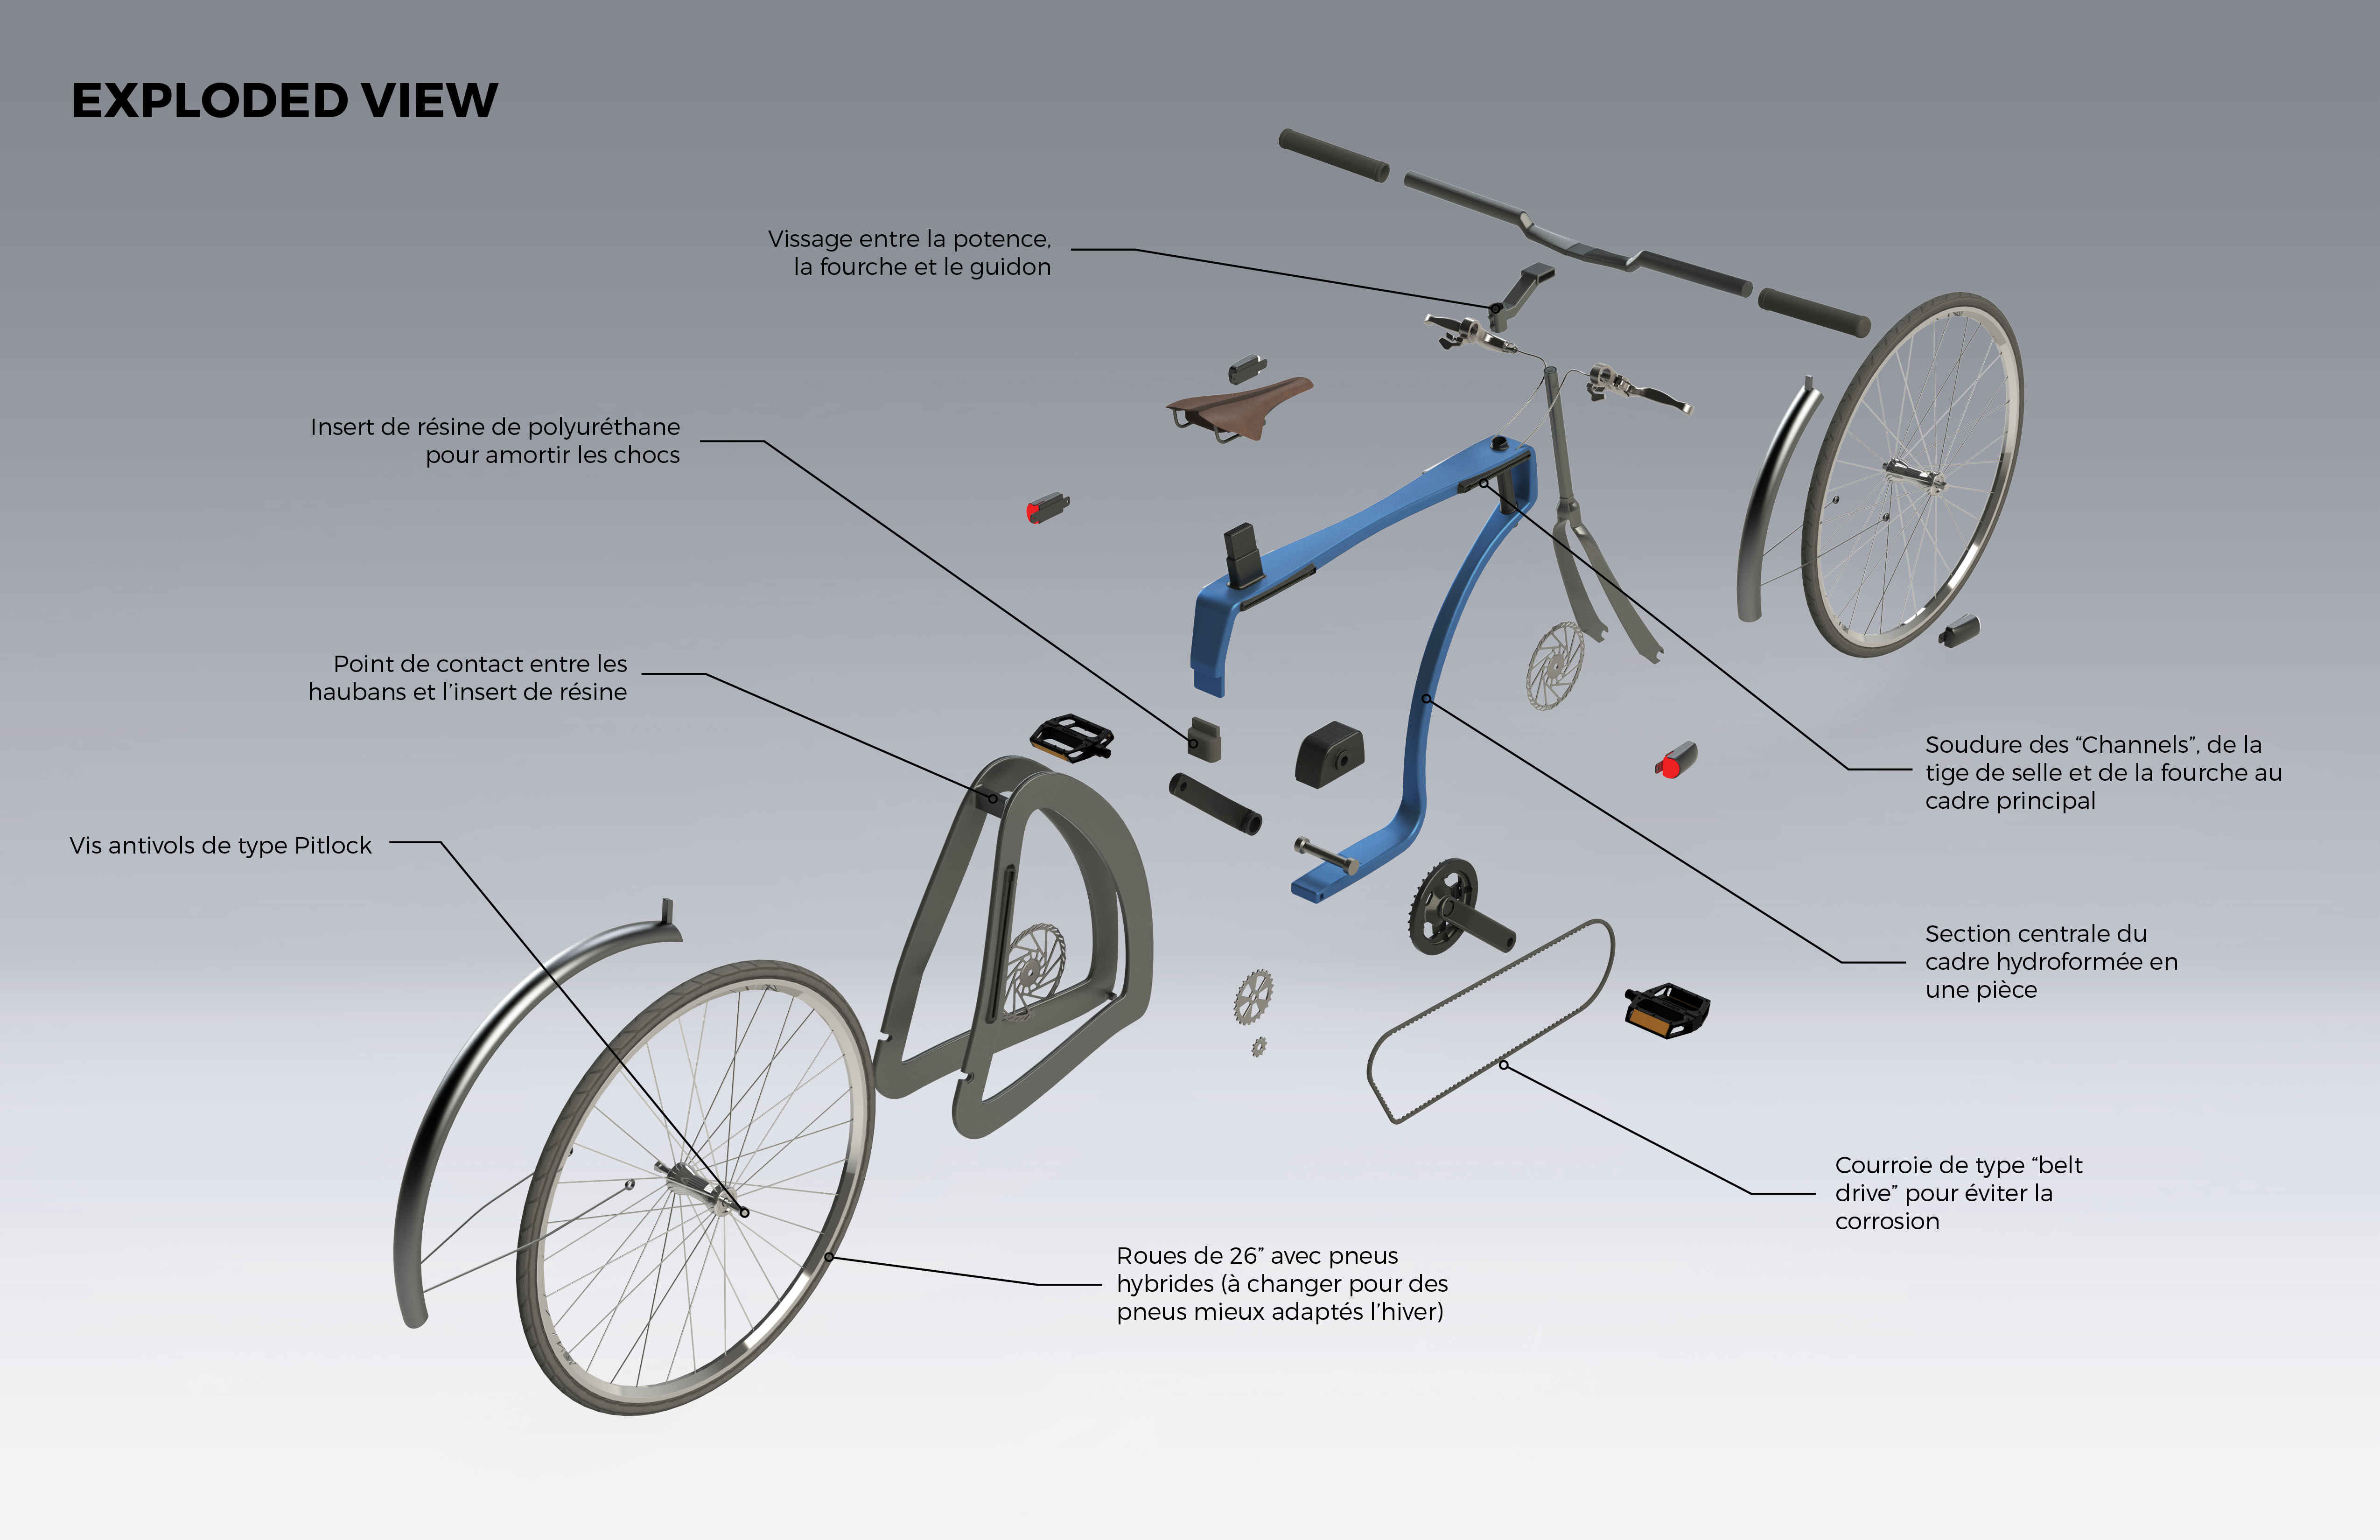 EXPLODED VIEW
Vissage entre la potence,
la fourche et le guidon
Insert de résine de polyuréthane
pour amortir les chocs
Point de contact entre les
haubans et l’insert de résine
Vis antivols de type Pitlock
Soudure des “Channels”, de la
tige de selle et de la fourche au
cadre principal
Section centrale du
cadre hydroformée en
une pièce
Courroie de type “belt
drive” pour éviter la
corrosion
Roues de 26” avec pneus
hybrides (à changer pour des
pneus mieux adaptés l’hiver)